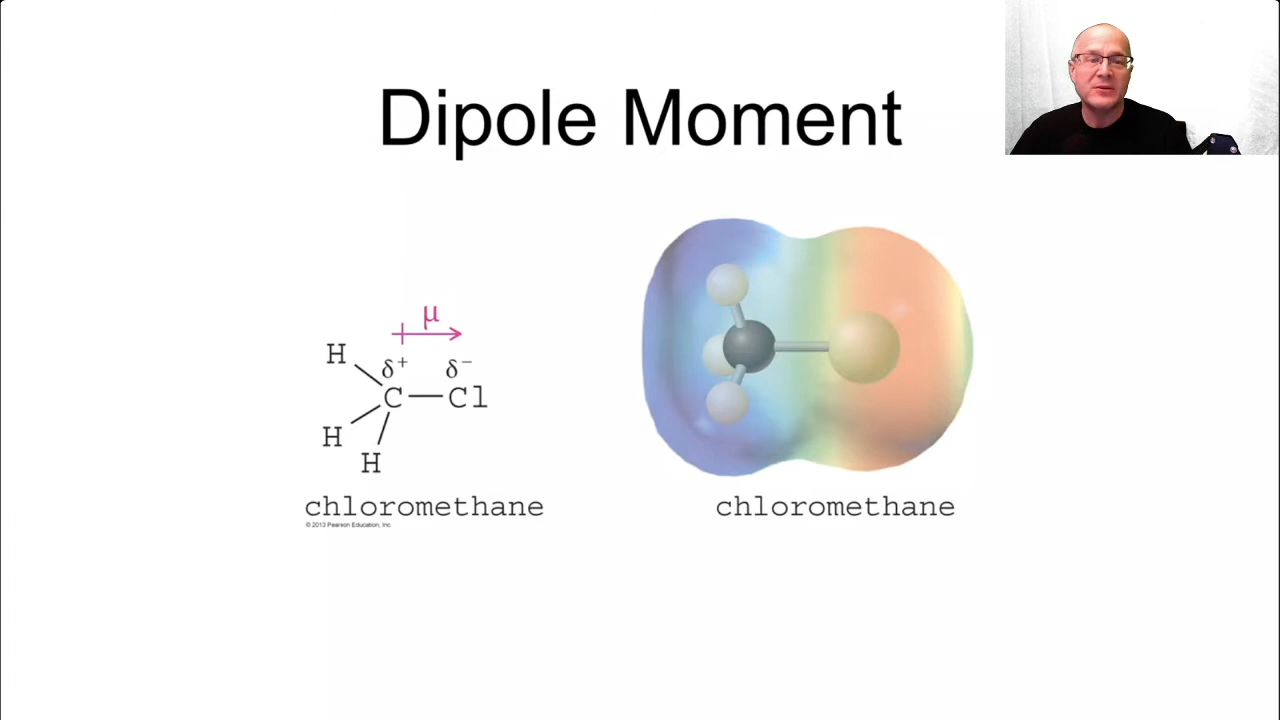 Dipole Moment
μ
H
δ+ δ−
C Cl
H
H
chloromethane chloromethane
© 2013 Pearson Education, Inc.